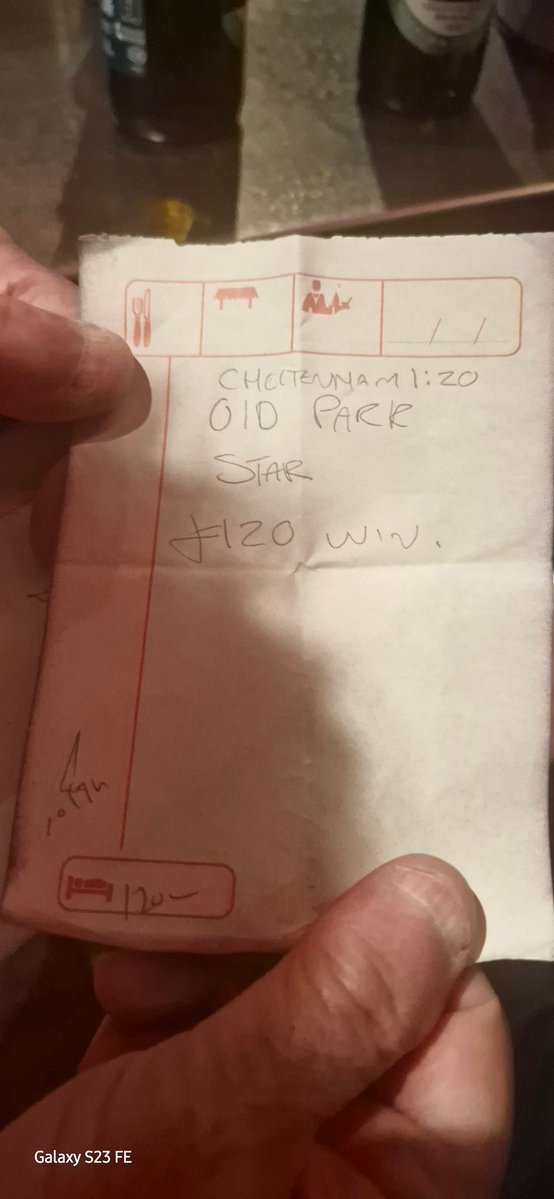 CHELTENHAM 1:20
OLD PARK
STAR
£120 WIN.
120-
Galaxy S23 FE